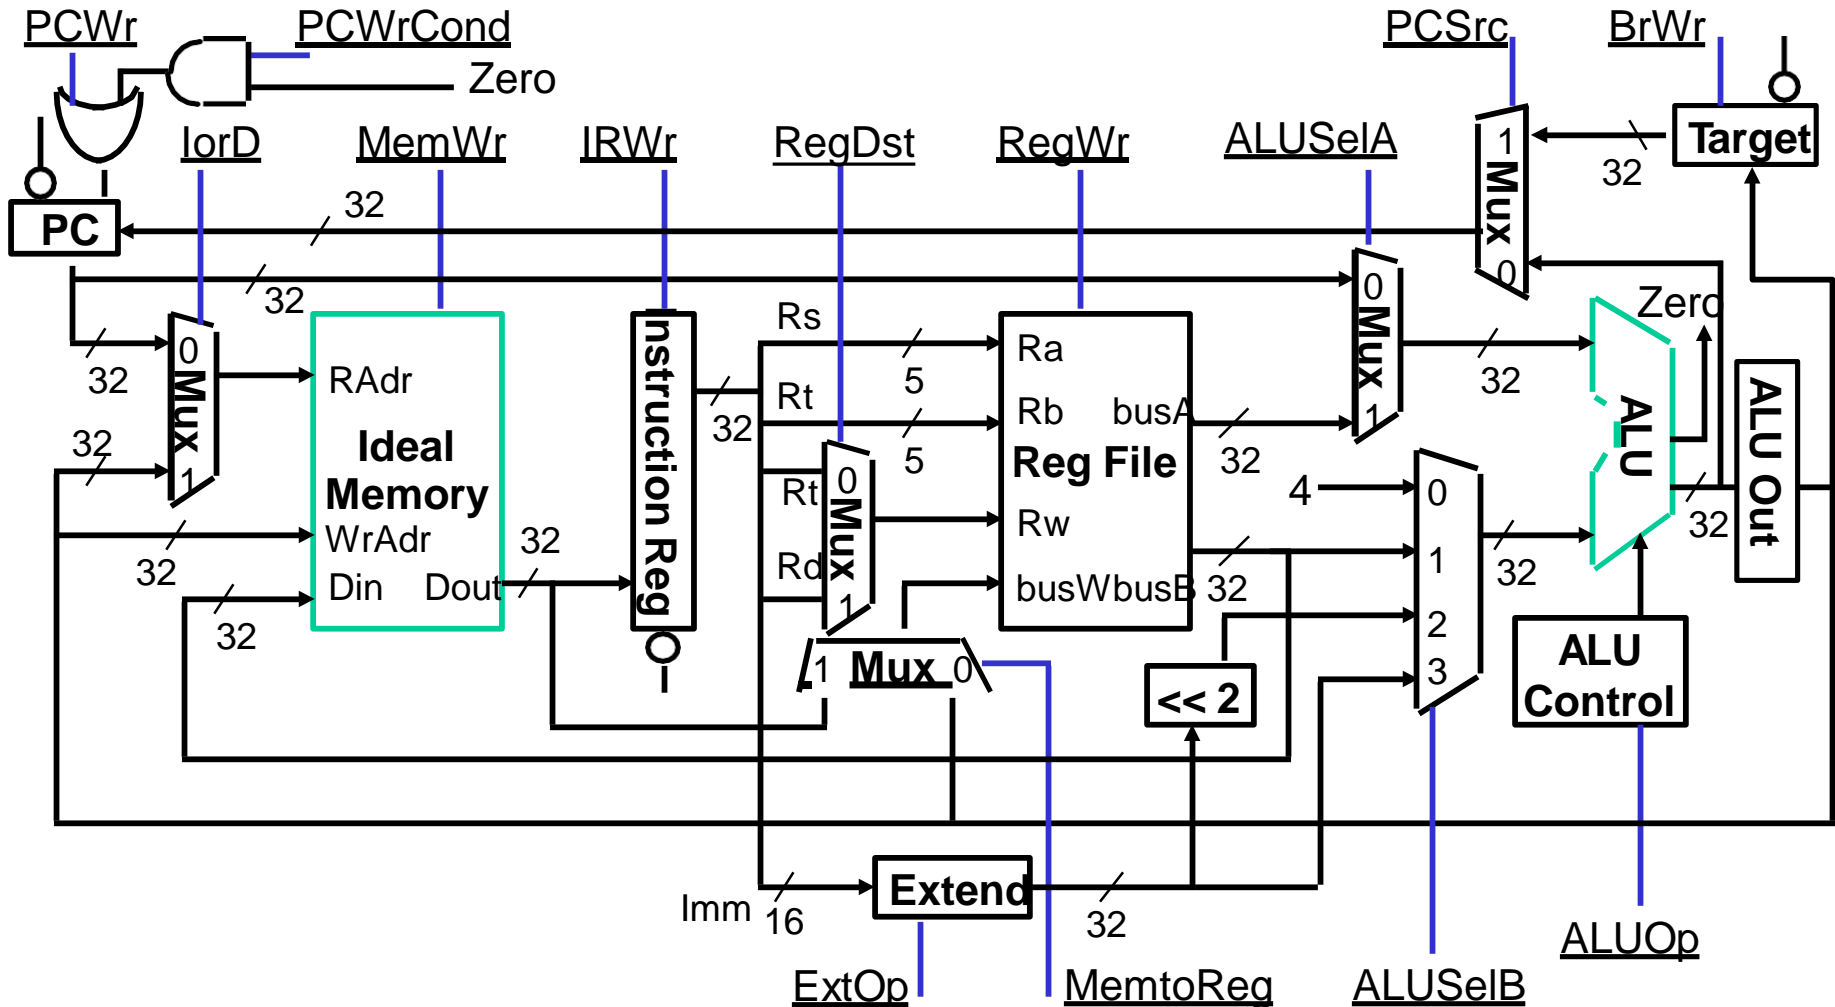 PCWr
PCWrCond
PCSrc
BrWr
Zero
IorD
MemWr
IRWr
RegDst
RegWr
ALUSelA
1
Mux
0
Target
32
PC
32
32
0
Mux
1
Zero
32
0
Mux
1
32
RAdr
Ideal
Memory
WrAdr
Din
Dout
32
32
32
32
Instruction Reg
32
Rs
5
Rt
5
Rt
Rd
0
Mux
1
Ra
Rb
busA
Reg File
Rw
busW
busB
32
32
32
ALU
32
ALU Out
4
0
1
2
3
32
1
Mux
0
<< 2
ALU
Control
Imm
16
Extend
32
ExtOp
MemtoReg
ALUSelB
ALUOp